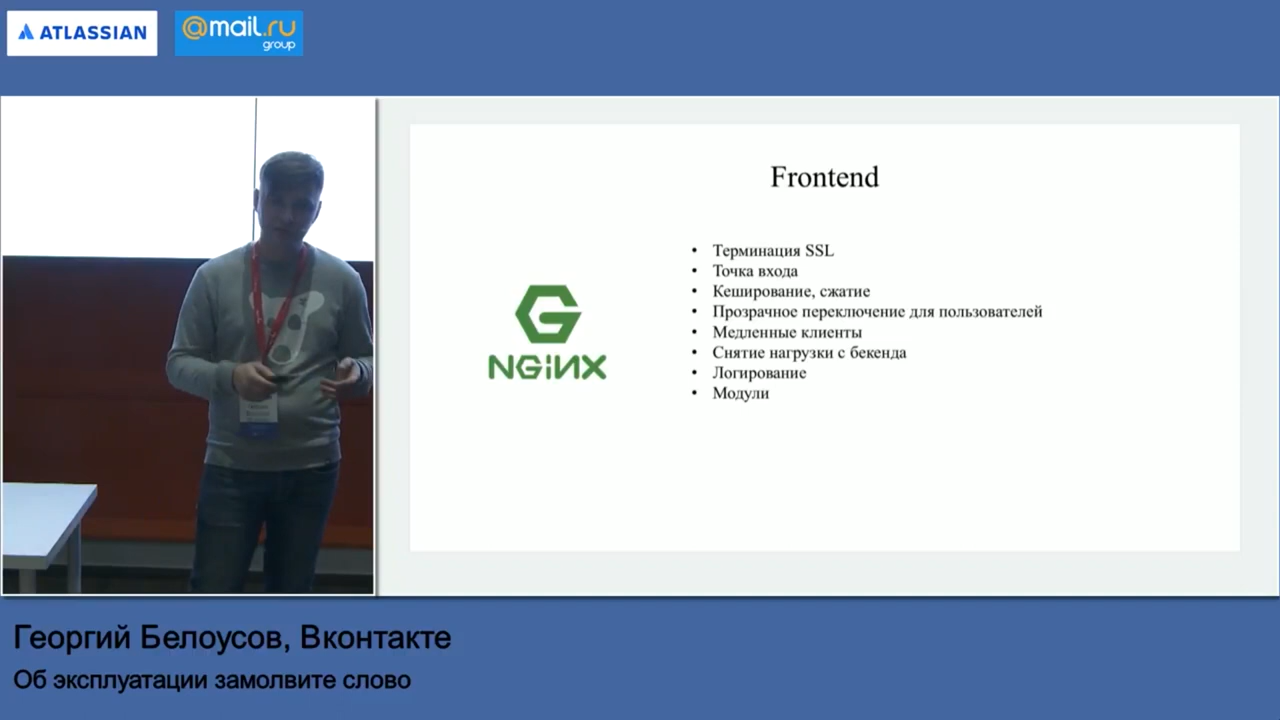 ATLASSIAN
@mail.ru
group
Frontend
• Терминация SSL
• Точка входа
• Кеширование, сжатие
• Прозрачное переключение для пользователей
• Медленные клиенты
• Снятие нагрузки с бекенда
• Логирование
• Модули
NGiNX
Георгий Белоусов, Вконтакте
Об эксплуатации замолвите слово